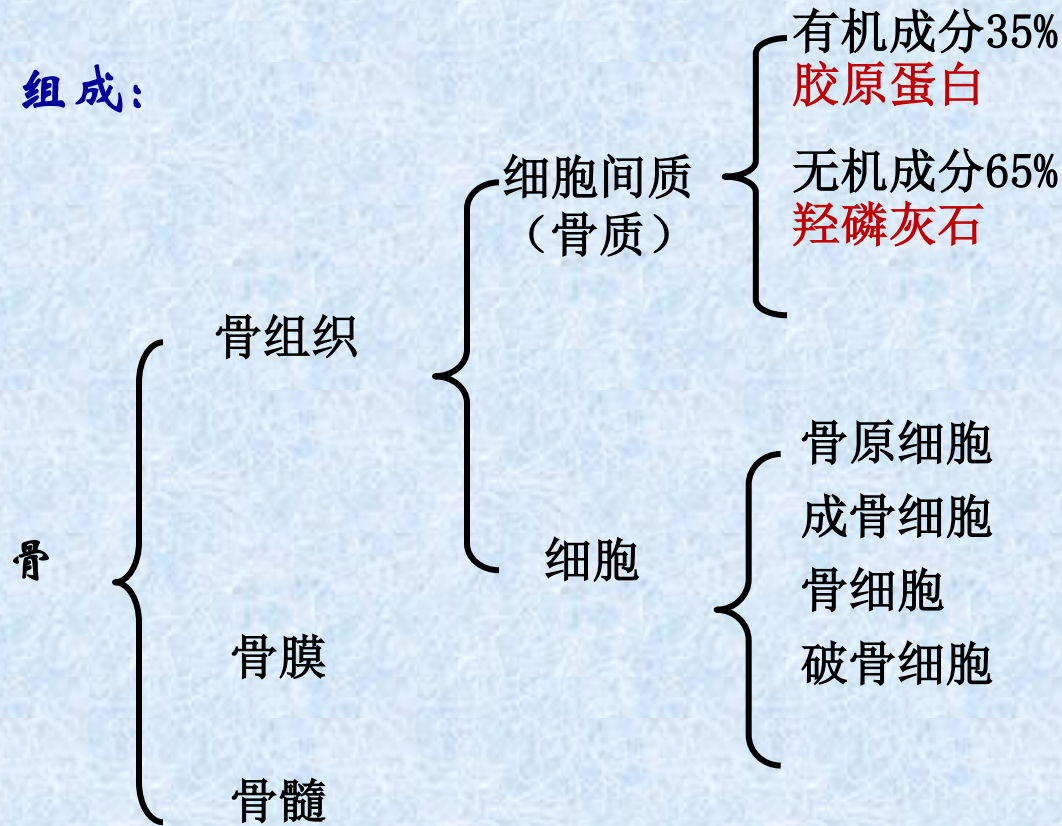 组成：
有机成分35%
胶原蛋白
无机成分65%
羟磷灰石
细胞间质
（骨质）
骨组织
骨原细胞
成骨细胞
骨细胞
破骨细胞
细胞
骨
骨膜
骨髓